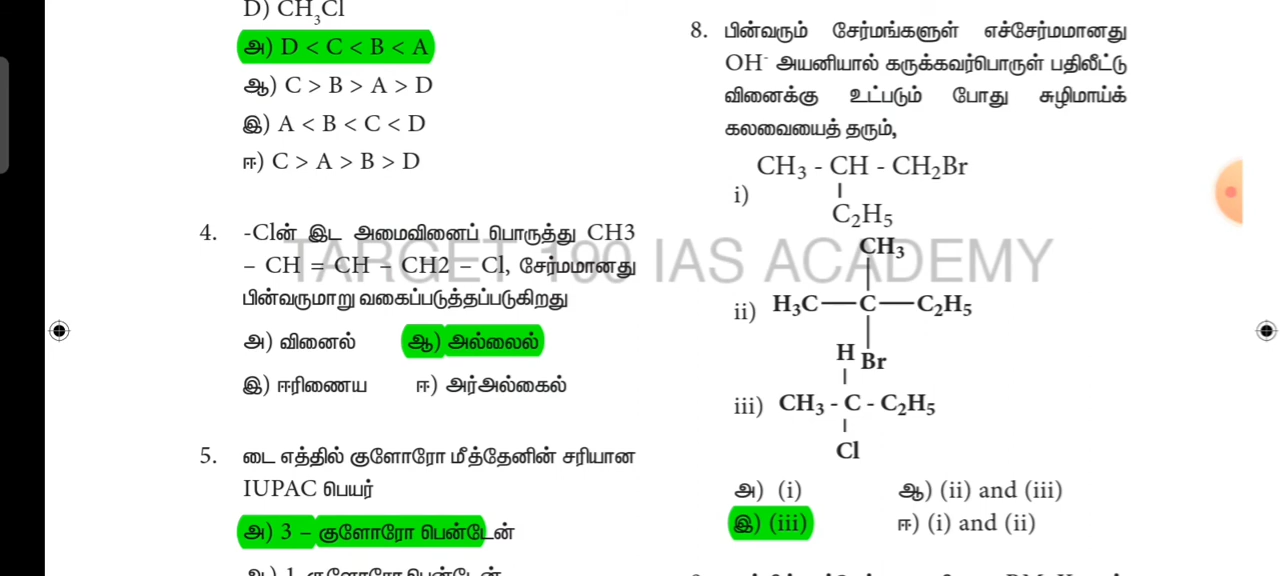 D) CH₃Cl
அ) D < C < B < A
ஆ) C > B > A > D
இ) A < B < C < D
ஈ) C > A > B > D
4. -Clன் இட அமைவினைப் பொருத்து CH3
– CH = CH – CH2 – Cl, சேர்மமானது
பின்வருமாறு வகைப்படுத்தப்படுகிறது
அ) வினைல் ஆ) அல்லைல்
இ) ஈரிணைய ஈ) அர்அல்கைல்
5. டை எத்தில் குளோரோ மீத்தேனின் சரியான
IUPAC பெயர்
அ) 3 – குளோரோ பென்டேன்
8. பின்வரும் சேர்மங்களுள் எச்சேர்மமானது
OH⁻ அயனியால் கருக்கவர்பொருள் பதிலீட்டு
வினைக்கு உட்படும் போது சுழிமாய்க்
கலவையைத் தரும்,
CH₃ - CH - CH₂Br
i)
C₂H₅
CH₃
ii) H₃C — C — C₂H₅
Br
H
iii) CH₃ - C - C₂H₅
Cl
அ) (i) ஆ) (ii) and (iii)
இ) (iii) ஈ) (i) and (ii)
TARGET 190 IAS ACADEMY